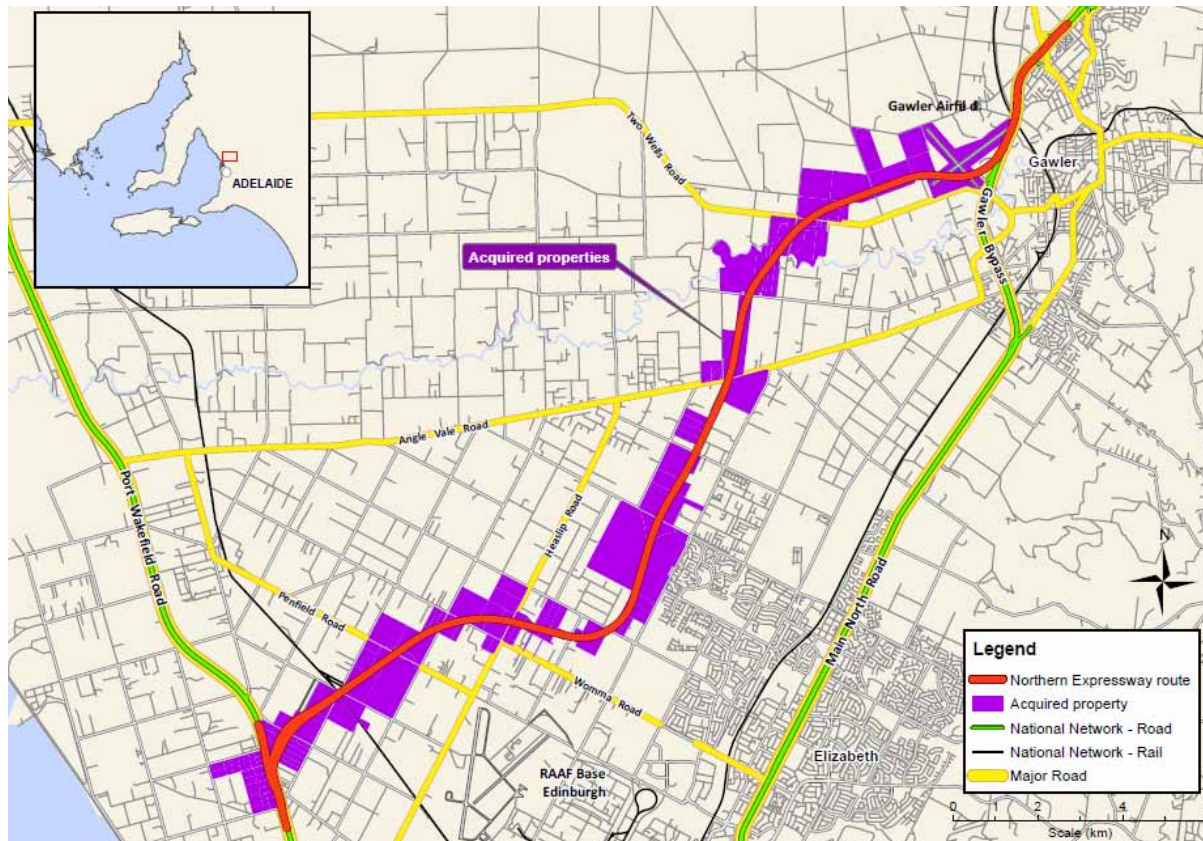 ADELAIDE
Two Wells Road
Gawler Airfil d.
Gawler
Gawler Bypass
Acquired properties
Angle Vale Road
Port Wakefield Road
Heaslip Road
Penfield Road
Womma Road
Main North Road
RAAF Base
Edinburgh
Elizabeth
N
Legend
Northern Expressway route
Acquired property
National Network - Road
National Network - Rail
Major Road
0 1 2 4
Scale (km)